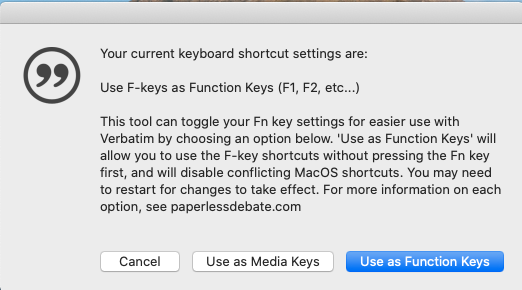 Your current keyboard shortcut settings are:
Use F-keys as Function Keys (F1, F2, etc...)
This tool can toggle your Fn key settings for easier use with
Verbatim by choosing an option below. 'Use as Function Keys' will
allow you to use the F-key shortcuts without pressing the Fn key
first, and will disable conflicting MacOS shortcuts. You may need
to restart for changes to take effect. For more information on each
option, see paperlessdebate.com
Cancel
Use as Media Keys
Use as Function Keys